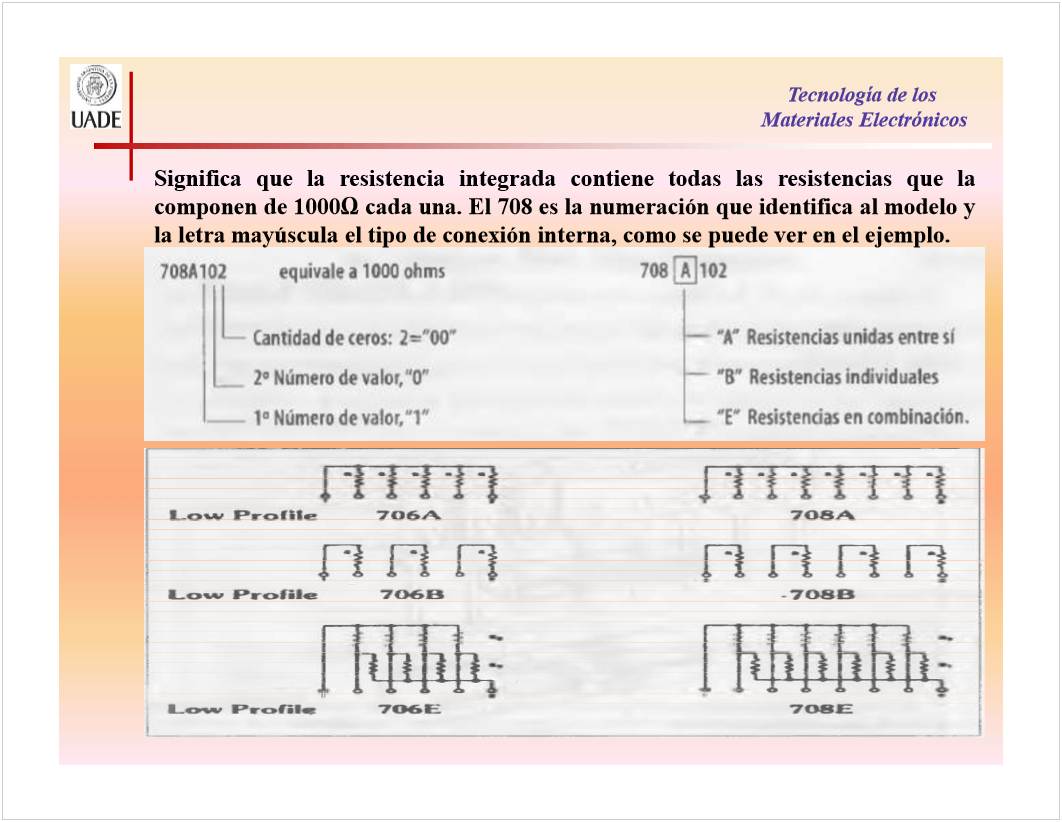 UADE
Tecnología de los
Materiales Electrónicos
Significa que la resistencia integrada contiene todas las resistencias que la
componen de 1000Ω cada una. El 708 es la numeración que identifica al modelo y
la letra mayúscula el tipo de conexión interna, como se puede ver en el ejemplo.
708A102 equivale a 1000 ohms
Cantidad de ceros: 2="00"
2º Número de valor, "0"
1º Número de valor, "1"
708 A 102
"A" Resistencias unidas entre sí
"B" Resistencias individuales
"E" Resistencias en combinación.
Low Profile 706A 708A
Low Profile 706B -708B
Low Profile 706E 708E